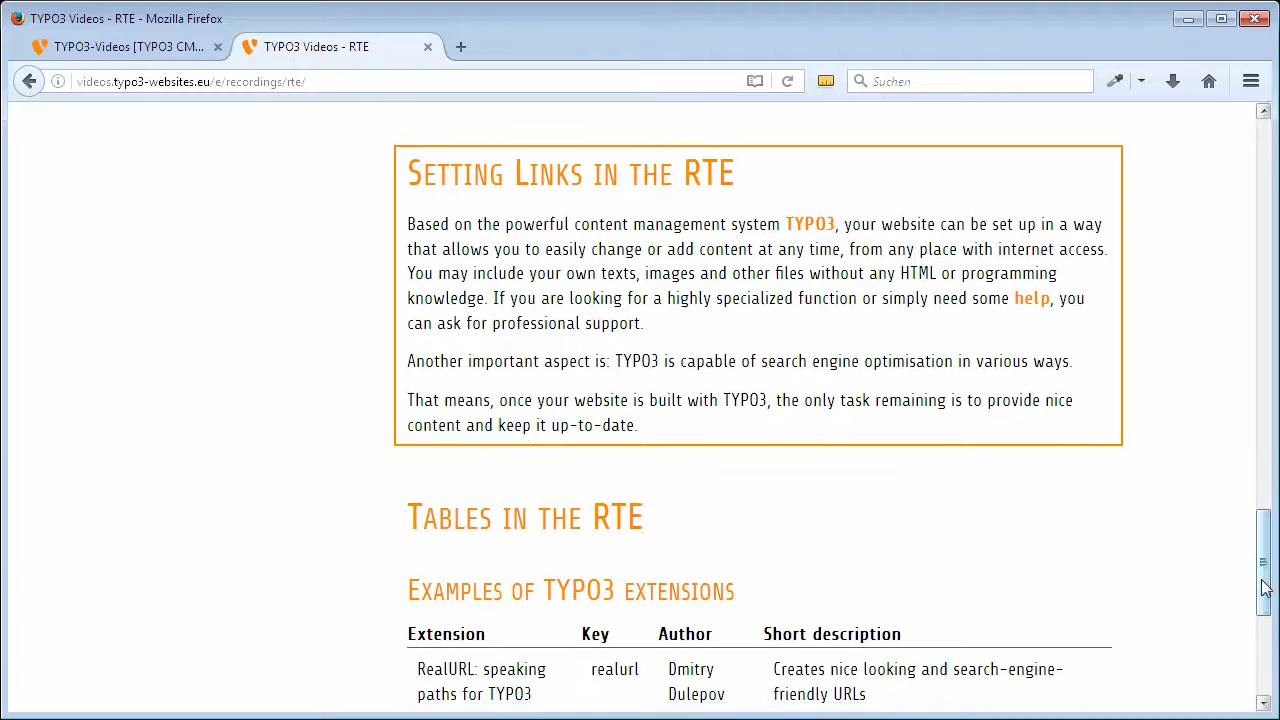 TYPO3 Videos - RTE - Mozilla Firefox
TYPO3-Videos [TYPO3 CM...
TYPO3 Videos - RTE
videos.typo3-websites.eu/e/recordings/rte/
Suchen
Setting Links in the RTE
Based on the powerful content management system TYPO3, your website can be set up in a way
that allows you to easily change or add content at any time, from any place with internet access.
You may include your own texts, images and other files without any HTML or programming
knowledge. If you are looking for a highly specialized function or simply need some help, you
can ask for professional support.
Another important aspect is: TYPO3 is capable of search engine optimisation in various ways.
That means, once your website is built with TYPO3, the only task remaining is to provide nice
content and keep it up-to-date.
Tables in the RTE
Examples of TYPO3 extensions
Extension Key Author Short description
RealURL: speaking realurl Dmitry Creates nice looking and search-engine-
paths for TYPO3 Dulepov friendly URLs